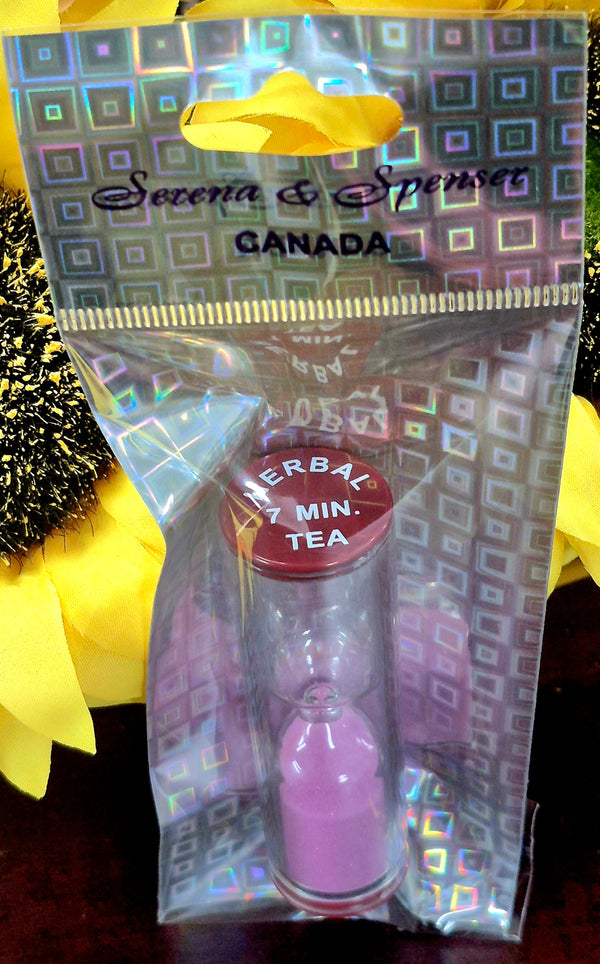 Serena & Spenser
CANADA
HERBAL
7 MIN.
TEA